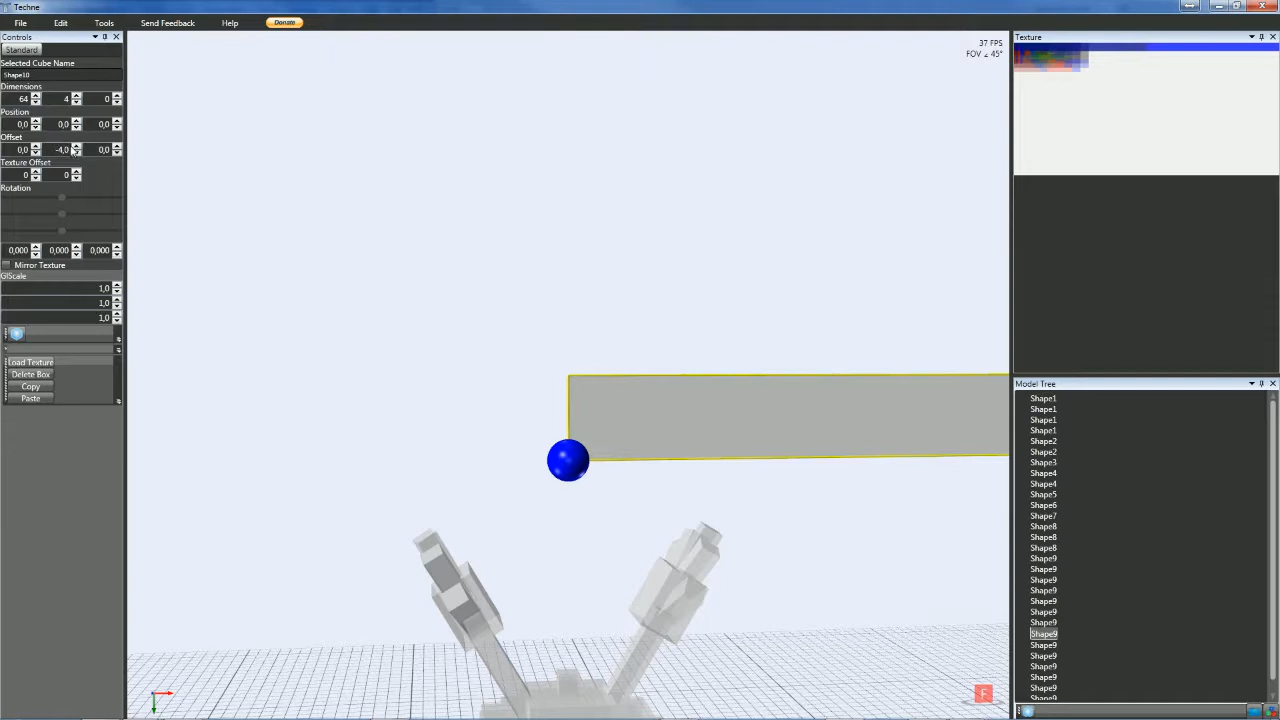 Techne
File Edit Tools Send Feedback Help Donate
Controls
Standard
Selected Cube Name
Shape10
Dimensions
64 4 0
Position
0,0 0,0 0,0
Offset
0,0 -4,0 0,0
Texture Offset
0 0
Rotation
0,000 0,000 0,000
Mirror Texture
GlScale
1,0
1,0
1,0
Load Texture
Delete Box
Copy
Paste
37 FPS
FOV ∠ 45°
F
Texture
Model Tree
Shape1
Shape1
Shape1
Shape1
Shape2
Shape2
Shape3
Shape4
Shape4
Shape5
Shape6
Shape7
Shape8
Shape8
Shape8
Shape9
Shape9
Shape9
Shape9
Shape9
Shape9
Shape9
Shape9
Shape9
Shape9
Shape9
Shape9
Shape9
Shape9